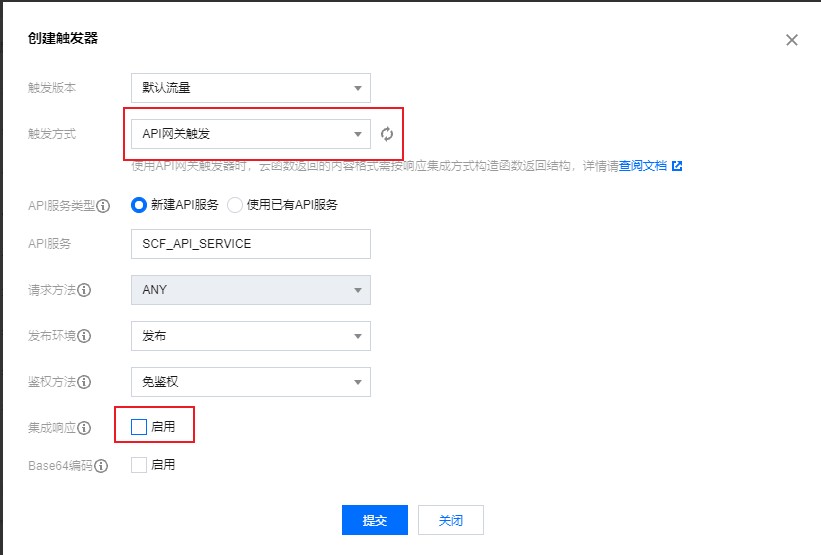 创建触发器
触发版本 默认流量
触发方式 API网关触发
使用API网关触发器时，云函数返回的内容格式需按响应集成方式构造函数返回结构，详情请查阅文档
API服务类型 新建API服务 使用已有API服务
API服务 SCF_API_SERVICE
请求方法 ANY
发布环境 发布
鉴权方法 免鉴权
集成响应 启用
Base64编码 启用
提交 关闭